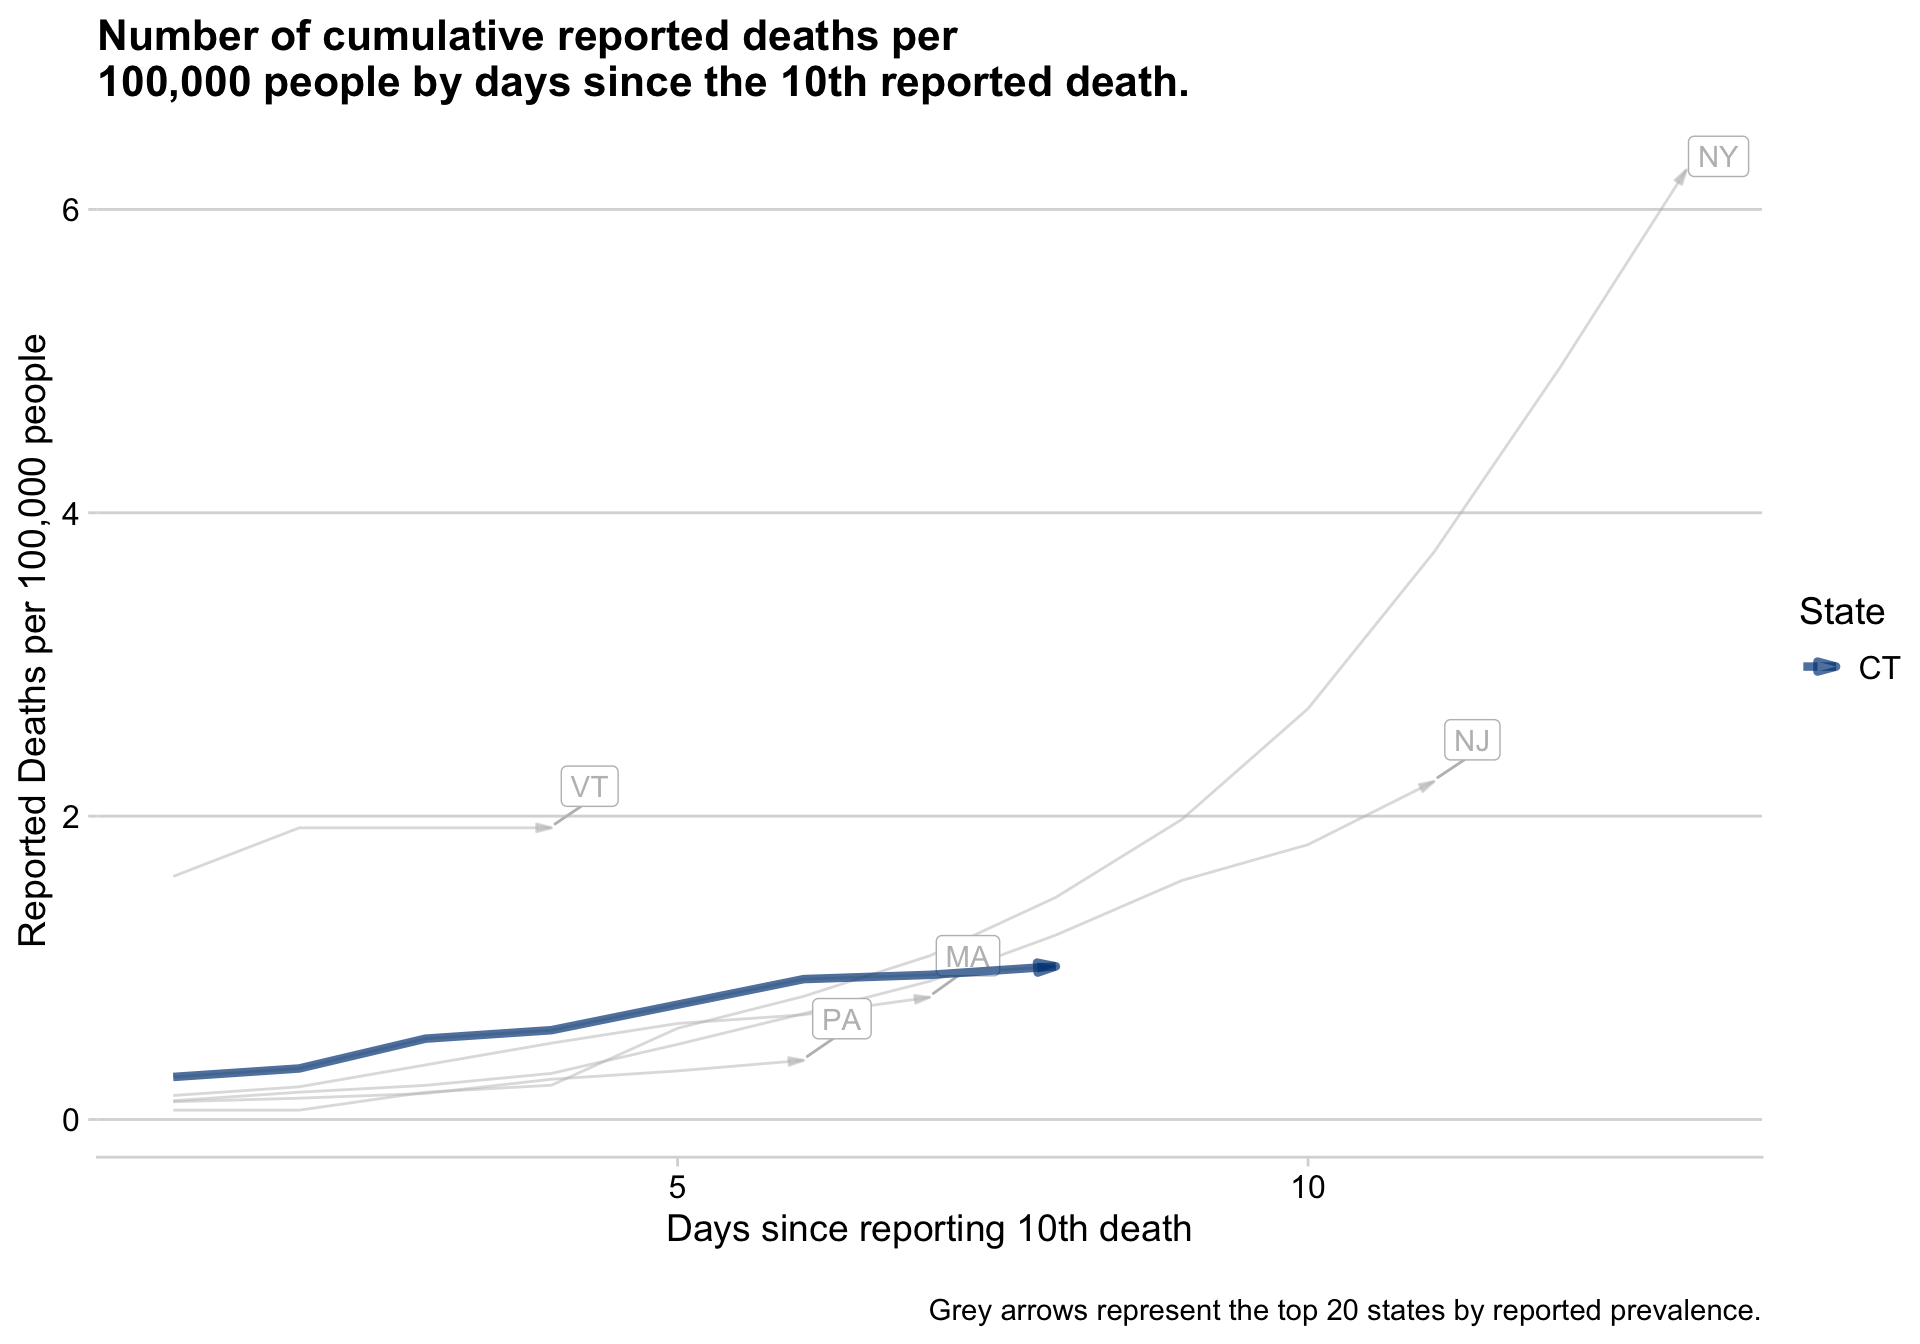 Number of cumulative reported deaths per
100,000 people by days since the 10th reported death.
Reported Deaths per 100,000 people
6
4
2
0
NY
NJ
VT
MA
PA
State
CT
5
10
Days since reporting 10th death
Grey arrows represent the top 20 states by reported prevalence.